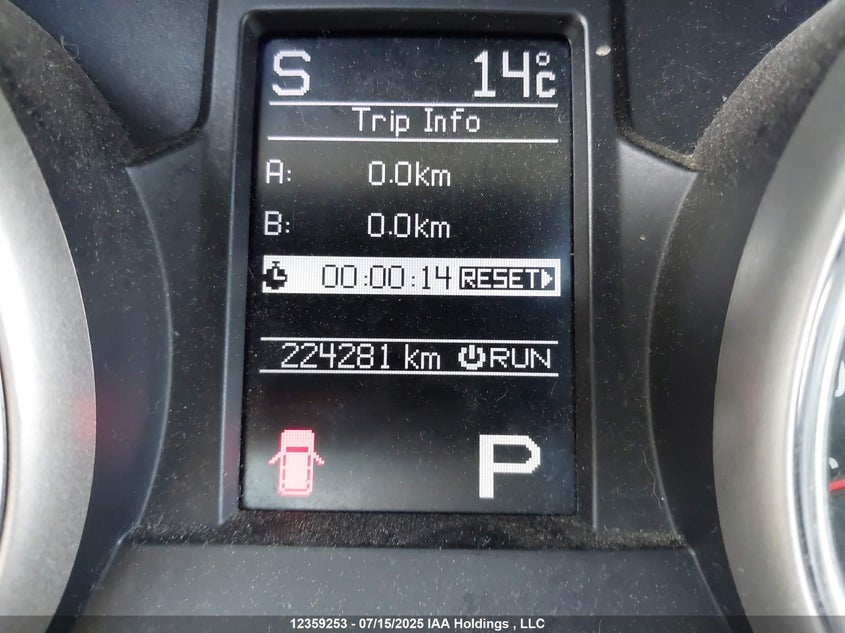 S 14°C
Trip Info
A: 0.0km
B: 0.0km
00:00:14 RESET
224281 km RUN
P
12359253 - 07/15/2025 IAA Holdings , LLC